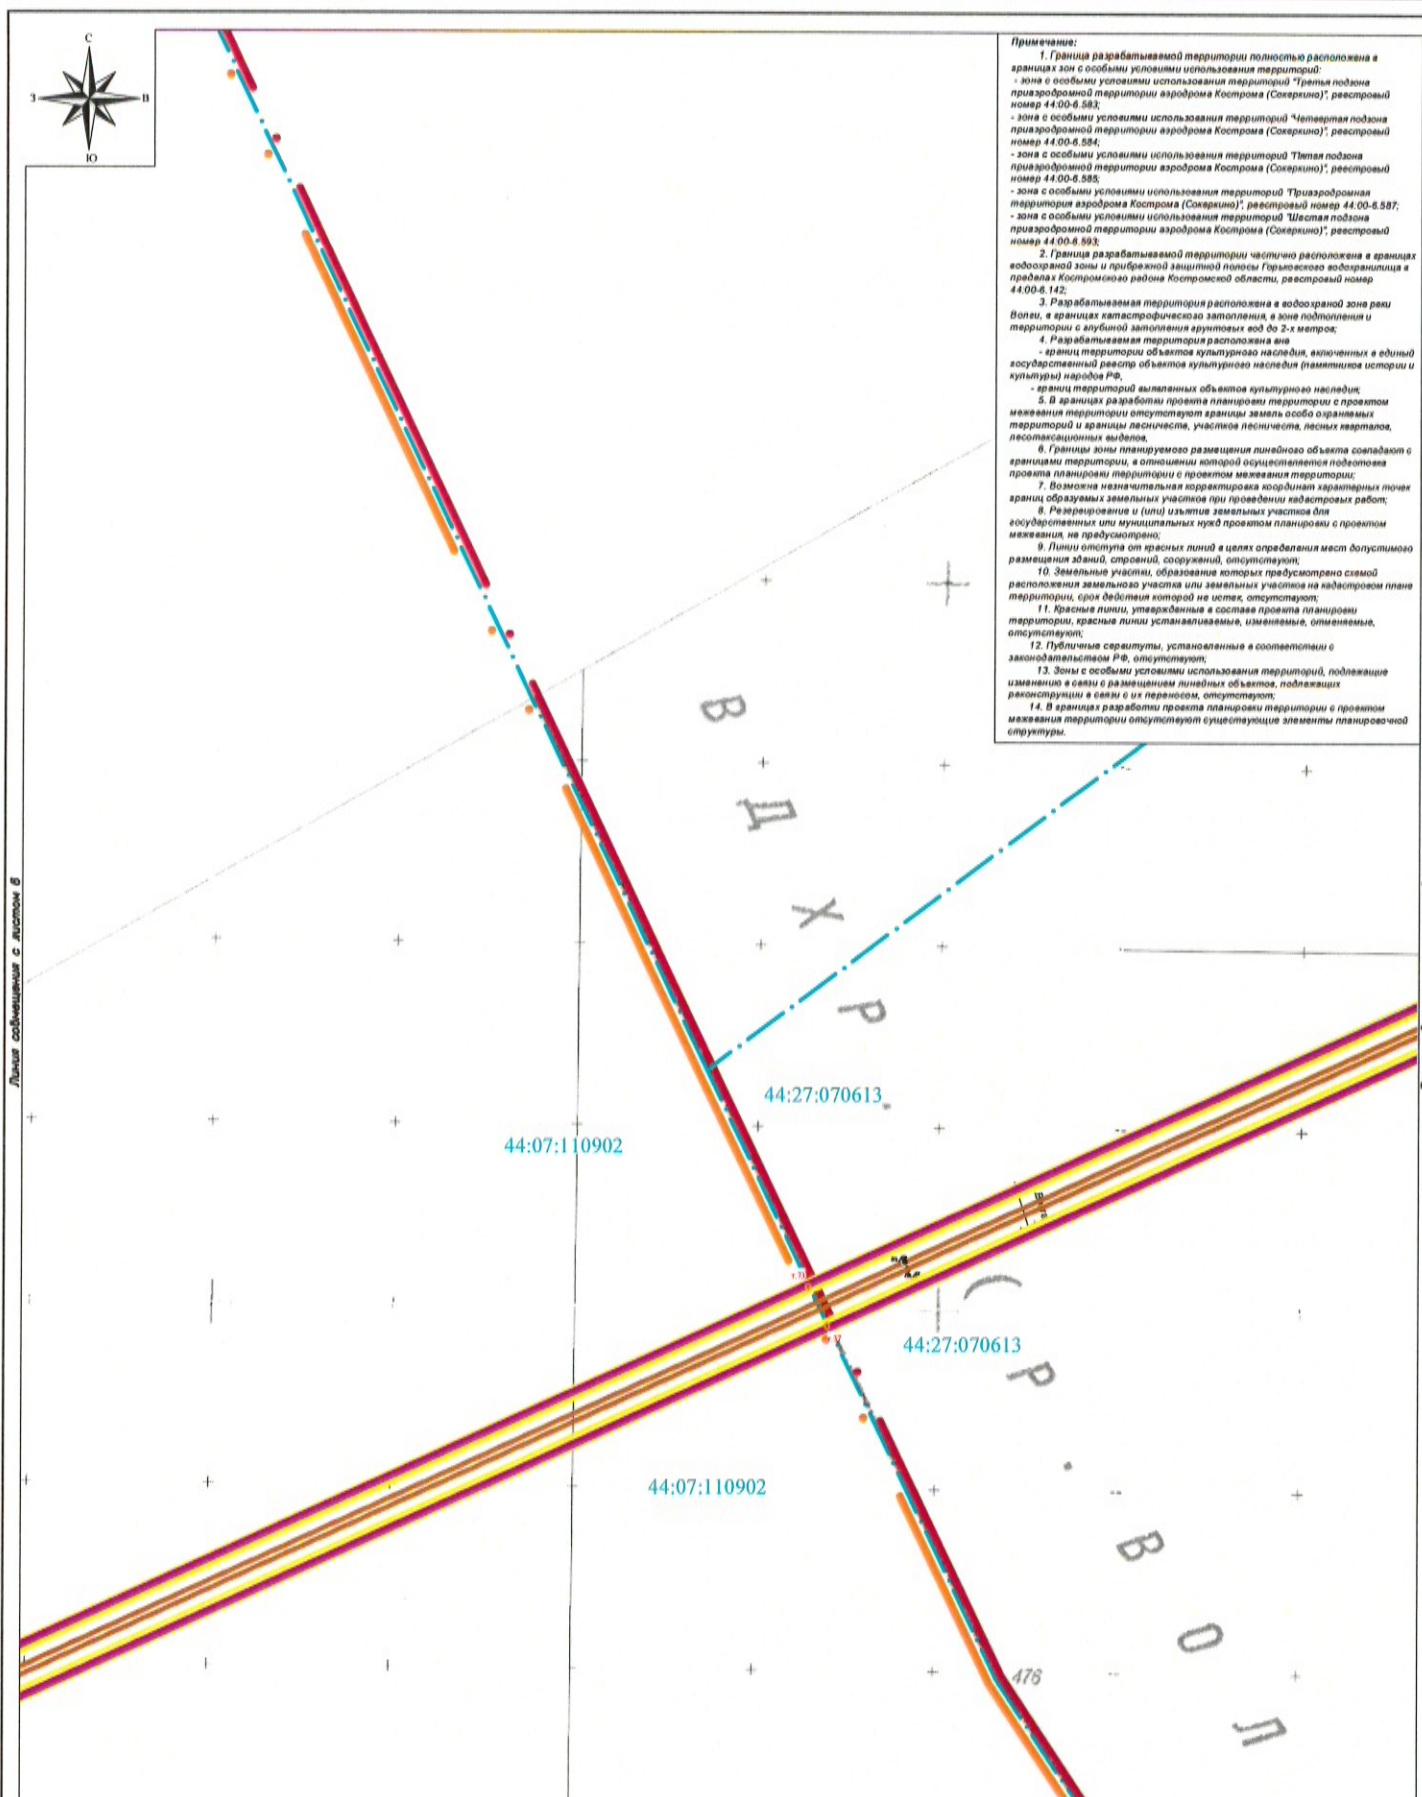 С
З
В
Ю
Примечание:
1. Граница разрабатываемой территории полностью расположена в
границах зон с особыми условиями использования территорий:
- зона с особыми условиями использования территорий "Третья подзона
приаэродромной территории аэродрома Кострома (Сокеркино)", реестровый
номер 44:00-6.583;
- зона с особыми условиями использования территорий "Четвертая подзона
приаэродромной территории аэродрома Кострома (Сокеркино)", реестровый
номер 44:00-6.584;
- зона с особыми условиями использования территорий "Пятая подзона
приаэродромной территории аэродрома Кострома (Сокеркино)", реестровый
номер 44:00-6.585;
- зона с особыми условиями использования территорий "Приаэродромная
территория аэродрома Кострома (Сокеркино)", реестровый номер 44:00-6.587;
- зона с особыми условиями использования территорий "Шестая подзона
приаэродромной территории аэродрома Кострома (Сокеркино)", реестровый
номер 44:00-6.593;
2. Граница разрабатываемой территории частично расположена в границах
водоохраной зоны и прибрежной защитной полосы Горьковского водохранилища в
пределах Костромского района Костромской области, реестровый номер
44:00-6.142;
3. Разрабатываемая территория расположена в водоохраной зоне реки
Волги, в границах катастрофического затопления, в зоне подтопления и
территории с глубиной затопления грунтовых вод до 2-х метров;
4. Разрабатываемая территория расположена вне
- границ территории объектов культурного наследия, включенных в единый
государственный реестр объектов культурного наследия (памятников истории и
культуры) народов РФ,
- границ территорий выявленных объектов культурного наследия;
5. В границах разработки проекта планировки территории с проектом
межевания территории отсутствуют границы земель особо охраняемых
территорий и границы лесничеств, участков лесничеств, лесных кварталов,
лесотаксационных выделов,
6. Границы зоны планируемого размещения линейного объекта совпадают с
границами территории, в отношении которой осуществляется подготовка
проекта планировки территории с проектом межевания территории;
7. Возможна незначительная корректировка координат характерных точек
границ образуемых земельных участков при проведении кадастровых работ;
8. Резервирование и (или) изъятие земельных участков для
государственных или муниципальных нужд проектом планировки с проектом
межевания, не предусмотрено;
9. Линии отступа от красных линий в целях определения мест допустимого
размещения зданий, строений, сооружений, отсутствуют;
10. Земельные участки, образование которых предусмотрено схемой
расположения земельного участка или земельных участков на кадастровом плане
территории, срок действия которой не истек, отсутствуют;
11. Красные линии, утвержденные в составе проекта планировки
территории, красные линии устанавливаемые, изменяемые, отменяемые,
отсутствуют;
12. Публичные сервитуты, установленные в соответствии с
законодательством РФ, отсутствуют;
13. Зоны с особыми условиями использования территорий, подлежащие
изменению в связи с размещением линейных объектов, подлежащих
реконструкции в связи с их переносом, отсутствуют;
14. В границах разработки проекта планировки территории с проектом
межевания территории отсутствуют существующие элементы планировочной
структуры.
Линия совмещения с листом 6
ВДХР.
(Р.ВОЛ
44:27:070613
44:07:110902
44:27:070613
44:07:110902
476